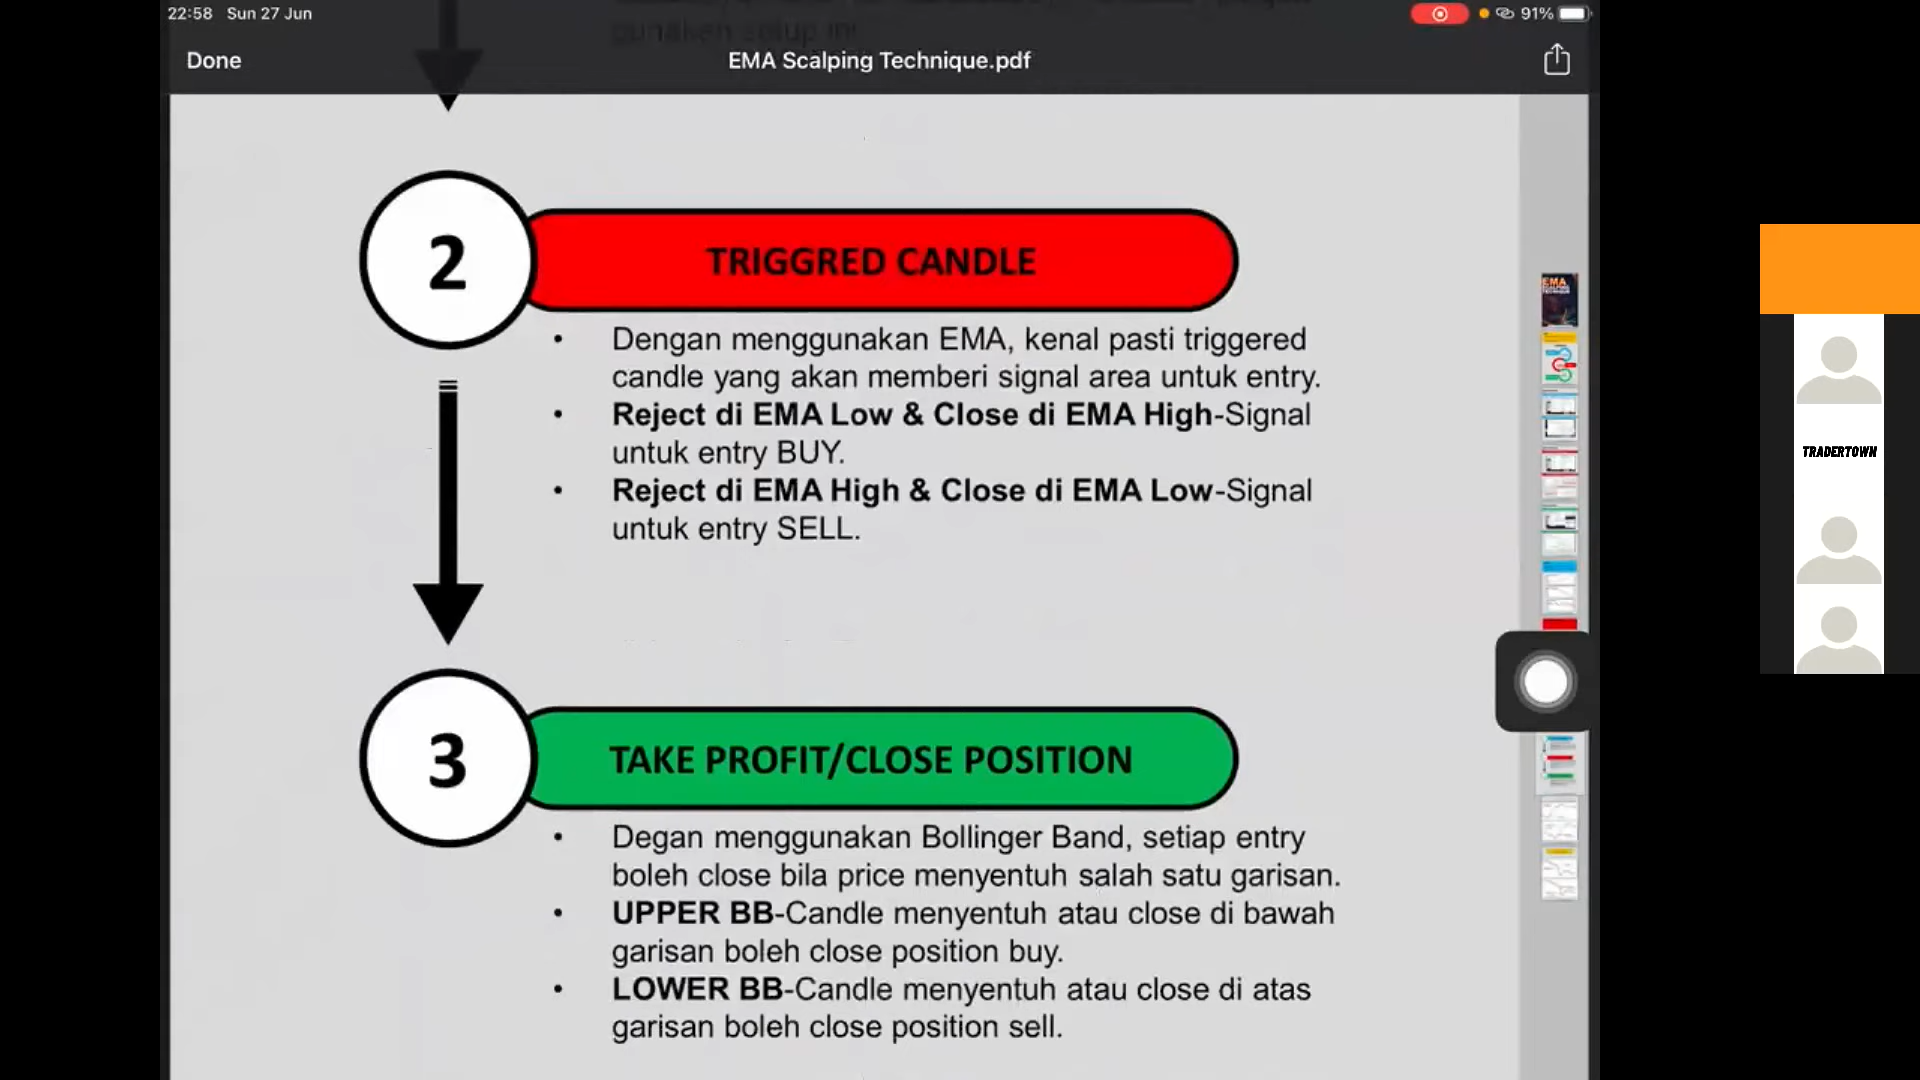 22:58 Sun 27 Jun
91%
gunakan setup ini
Done
EMA Scalping Technique.pdf
2
TRIGGRED CANDLE
• Dengan menggunakan EMA, kenal pasti triggered
candle yang akan memberi signal area untuk entry.
• Reject di EMA Low & Close di EMA High-Signal
untuk entry BUY.
• Reject di EMA High & Close di EMA Low-Signal
untuk entry SELL.
3
TAKE PROFIT/CLOSE POSITION
• Degan menggunakan Bollinger Band, setiap entry
boleh close bila price menyentuh salah satu garisan.
• UPPER BB-Candle menyentuh atau close di bawah
garisan boleh close position buy.
• LOWER BB-Candle menyentuh atau close di atas
garisan boleh close position sell.
EMA
TRADERTOWN